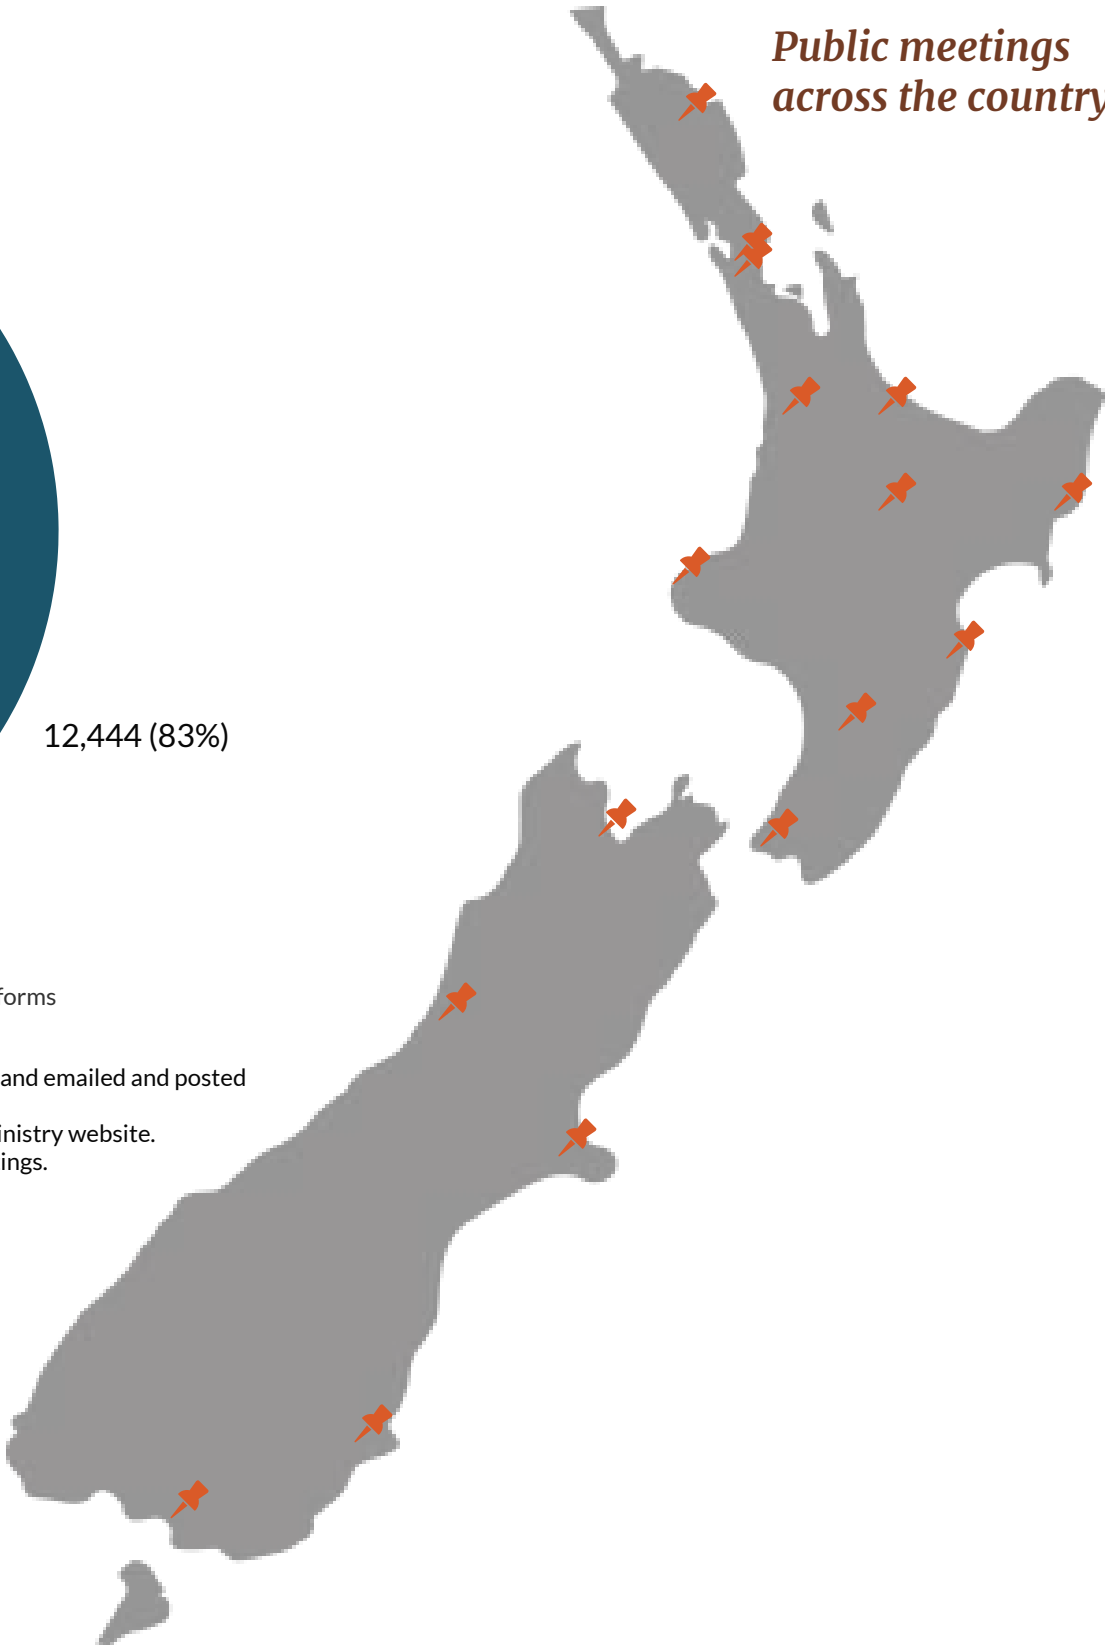 Public meetings
across the country
12,444 (83%)
forms
and emailed and posted
inistry website.
ings.